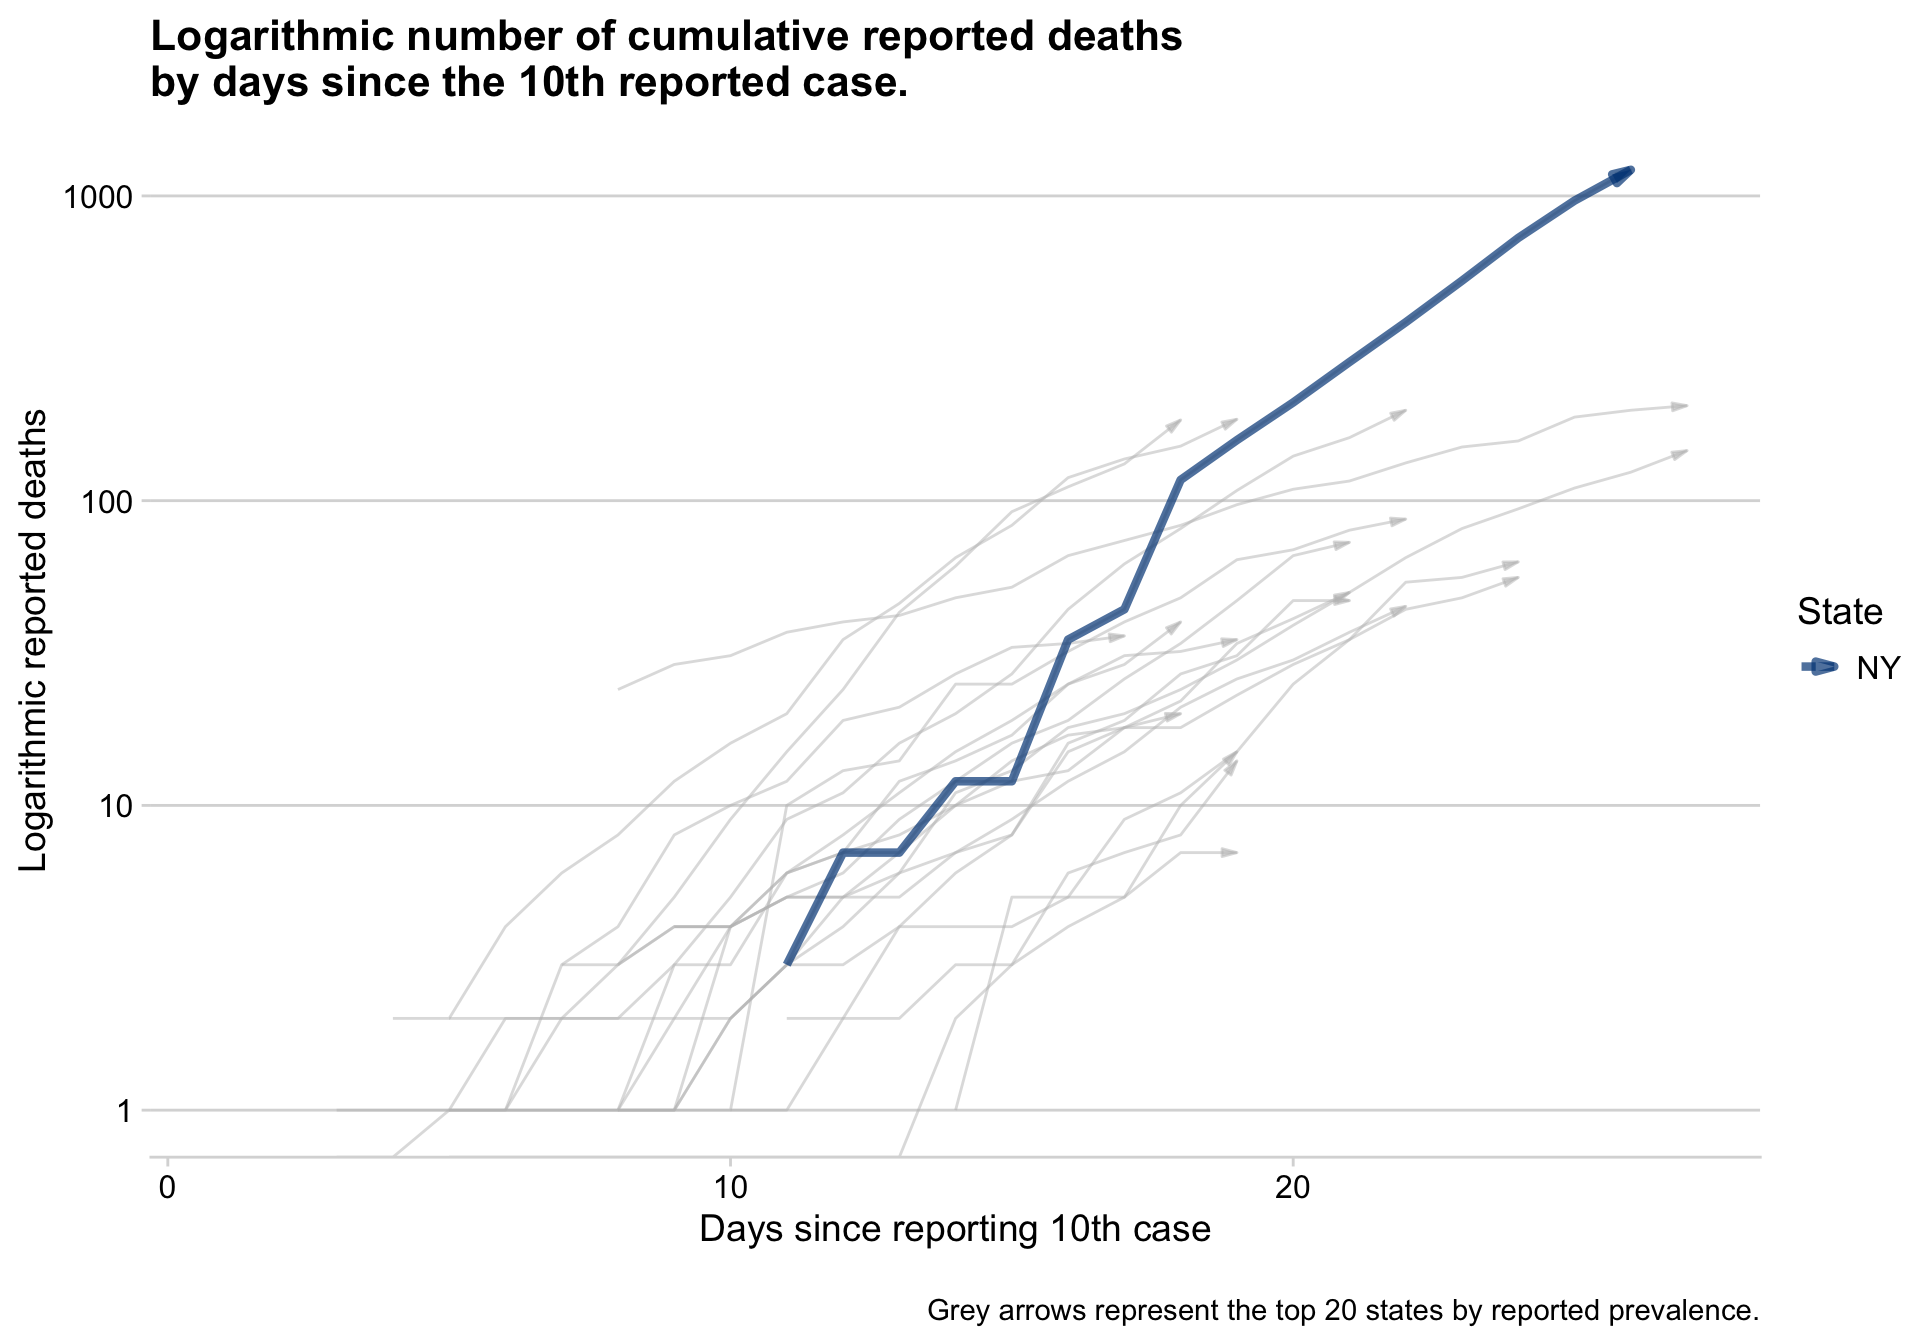 Logarithmic number of cumulative reported deaths
by days since the 10th reported case.
Logarithmic reported deaths
1000
100
10
1
0
10
20
Days since reporting 10th case
State
NY
Grey arrows represent the top 20 states by reported prevalence.